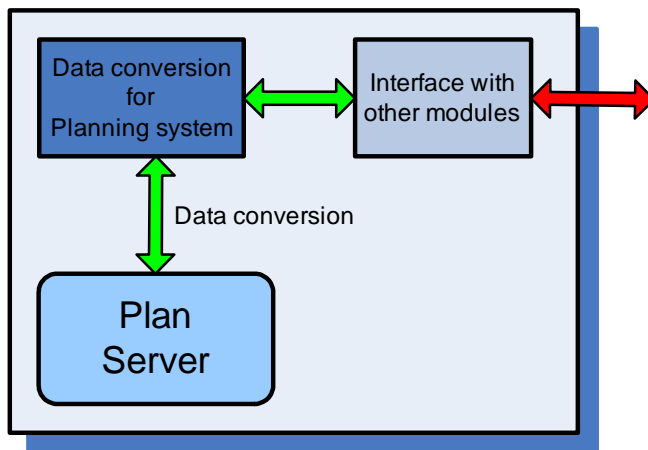 Data conversion
for
Planning system
Interface with
other modules
Data conversion
Plan
Server